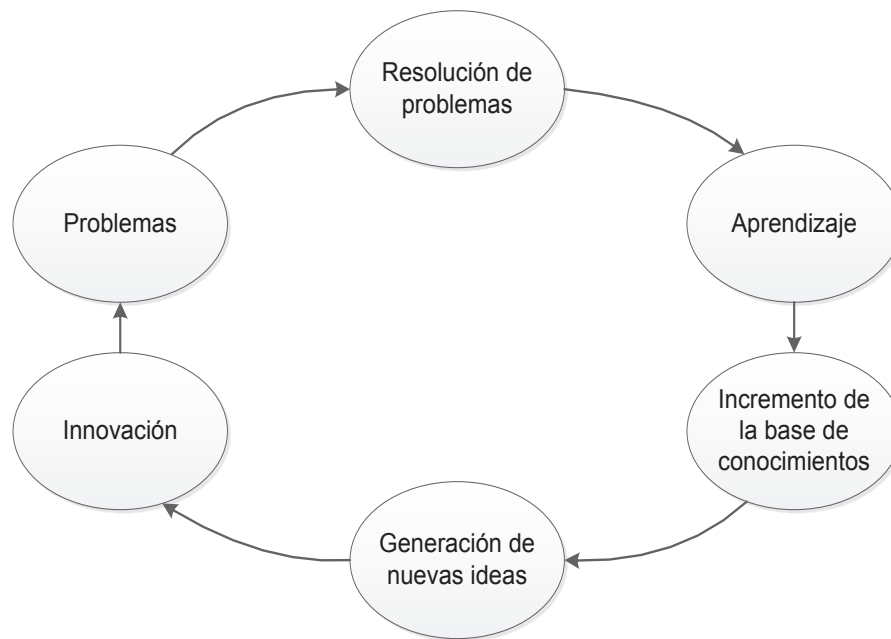 Resolución de
problemas
Aprendizaje
Incremento de
la base de
conocimientos
Generación de
nuevas ideas
Innovación
Problemas